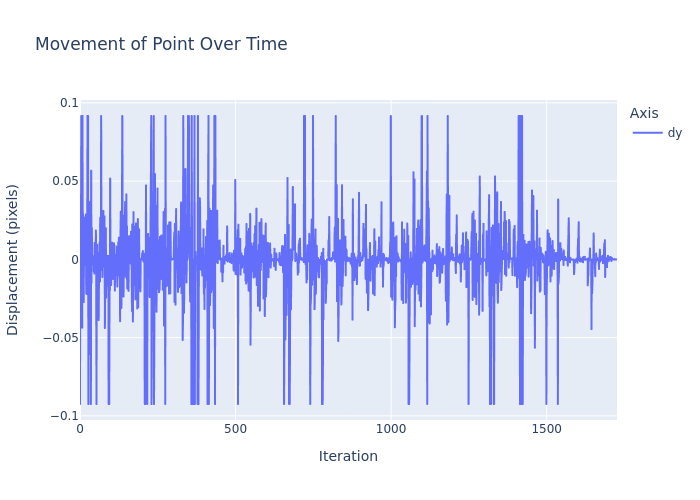 Movement of Point Over Time
Axis
dy
Displacement (pixels)
0.1
0.05
0
−0.05
−0.1
0
500
1000
1500
Iteration